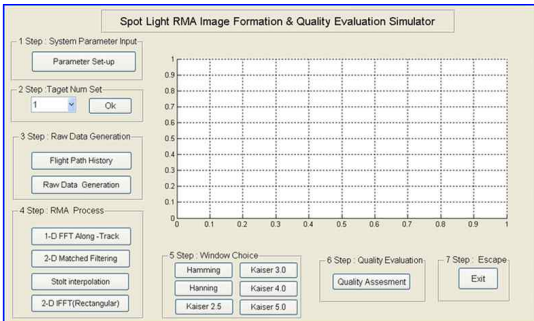 Spot Light RMA Image Formation & Quality Evaluation Simulator
1 Step : System Parameter Input
Parameter Set-up
2 Step :Taget Num Set
1
Ok
3 Step : Raw Data Generation
Flight Path History
Raw Data Generation
4 Step : RMA Process
1-D FFT Along -Track
2-D Matched Filtering
Stolt interpolation
2-D IFFT(Rectangular)
1
0.9
0.8
0.7
0.6
0.5
0.4
0.3
0.2
0.1
0
0 0.1 0.2 0.3 0.4 0.5 0.6 0.7 0.8 0.9 1
5 Step : Window Choice
Hamming Kaiser 3.0
Hanning Kaiser 4.0
Kaiser 2.5 Kaiser 5.0
6 Step : Quality Evaluation
Quality Assesment
7 Step : Escape
Exit